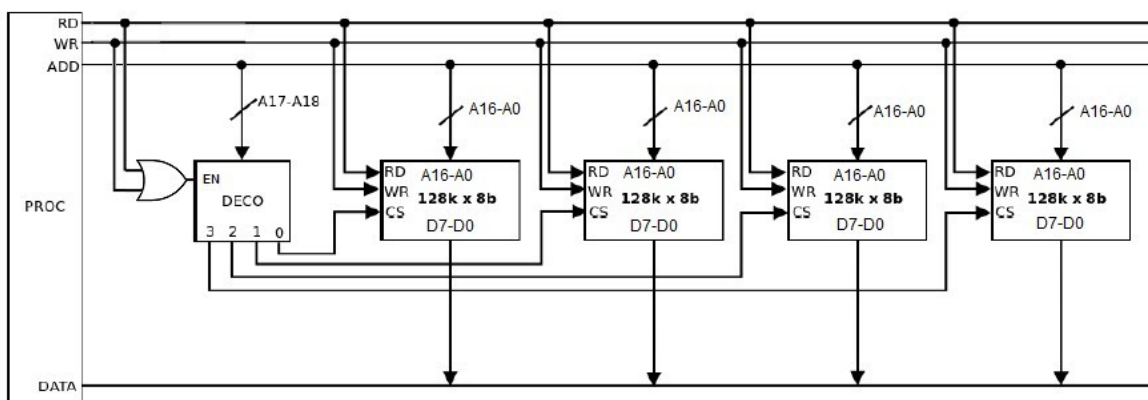 RD
WR
ADD
A17-A18
A16-A0
A16-A0
A16-A0
A16-A0
PROC
EN
DECO
3 2 1 0
RD
WR
CS
A16-A0
128k x 8b
D7-D0
RD
WR
CS
A16-A0
128k x 8b
D7-D0
RD
WR
CS
A16-A0
128k x 8b
D7-D0
RD
WR
CS
A16-A0
128k x 8b
D7-D0
DATA